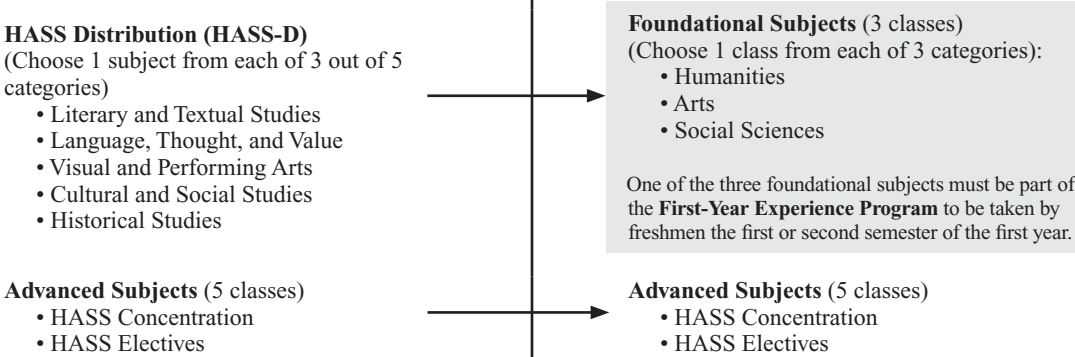 HASS Distribution (HASS-D)
(Choose 1 subject from each of 3 out of 5
categories)
• Literary and Textual Studies
• Language, Thought, and Value
• Visual and Performing Arts
• Cultural and Social Studies
• Historical Studies
Advanced Subjects (5 classes)
• HASS Concentration
• HASS Electives
Foundational Subjects (3 classes)
(Choose 1 class from each of 3 categories):
• Humanities
• Arts
• Social Sciences
One of the three foundational subjects must be part of
the First-Year Experience Program to be taken by
freshmen the first or second semester of the first year.
Advanced Subjects (5 classes)
• HASS Concentration
• HASS Electives